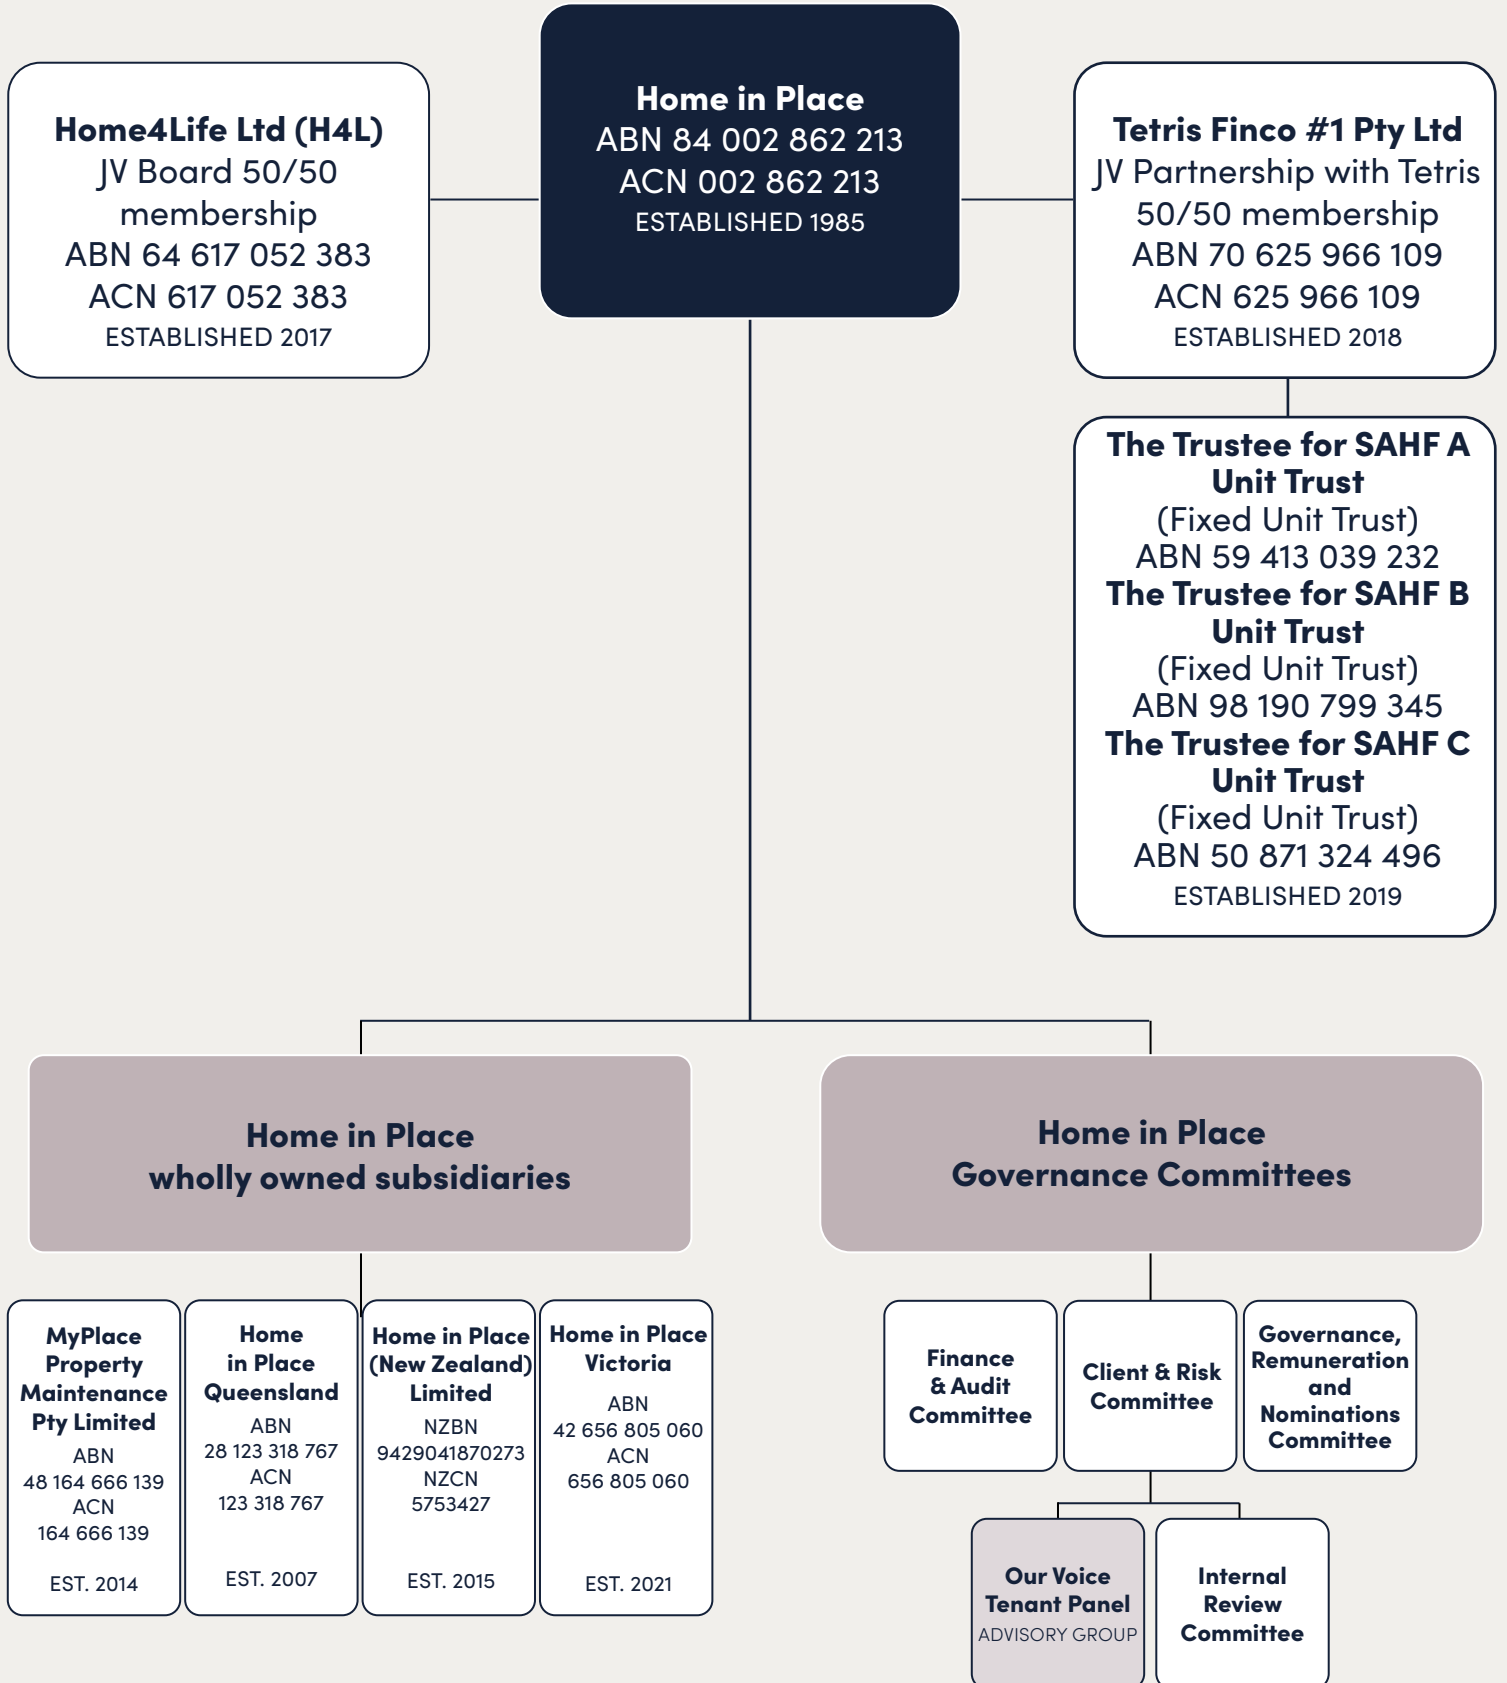 Home in Place
ABN 84 002 862 213
ACN 002 862 213
ESTABLISHED 1985
Home4Life Ltd (H4L)
JV Board 50/50
membership
ABN 64 617 052 383
ACN 617 052 383
ESTABLISHED 2017
Tetris Finco #1 Pty Ltd
JV Partnership with Tetris
50/50 membership
ABN 70 625 966 109
ACN 625 966 109
ESTABLISHED 2018
The Trustee for SAHF A
Unit Trust
(Fixed Unit Trust)
ABN 59 413 039 232
The Trustee for SAHF B
Unit Trust
(Fixed Unit Trust)
ABN 98 190 799 345
The Trustee for SAHF C
Unit Trust
(Fixed Unit Trust)
ABN 50 871 324 496
ESTABLISHED 2019
Home in Place
wholly owned subsidiaries
Home in Place
Governance Committees
MyPlace
Property
Maintenance
Pty Limited
ABN
48 164 666 139
ACN
164 666 139
EST. 2014
Home
in Place
Queensland
ABN
28 123 318 767
ACN
123 318 767
EST. 2007
Home in Place
(New Zealand)
Limited
NZBN
9429041870273
NZCN
5753427
EST. 2015
Home in Place
Victoria
ABN
42 656 805 060
ACN
656 805 060
EST. 2021
Finance
& Audit
Committee
Client & Risk
Committee
Governance,
Remuneration
and
Nominations
Committee
Our Voice
Tenant Panel
ADVISORY GROUP
Internal
Review
Committee